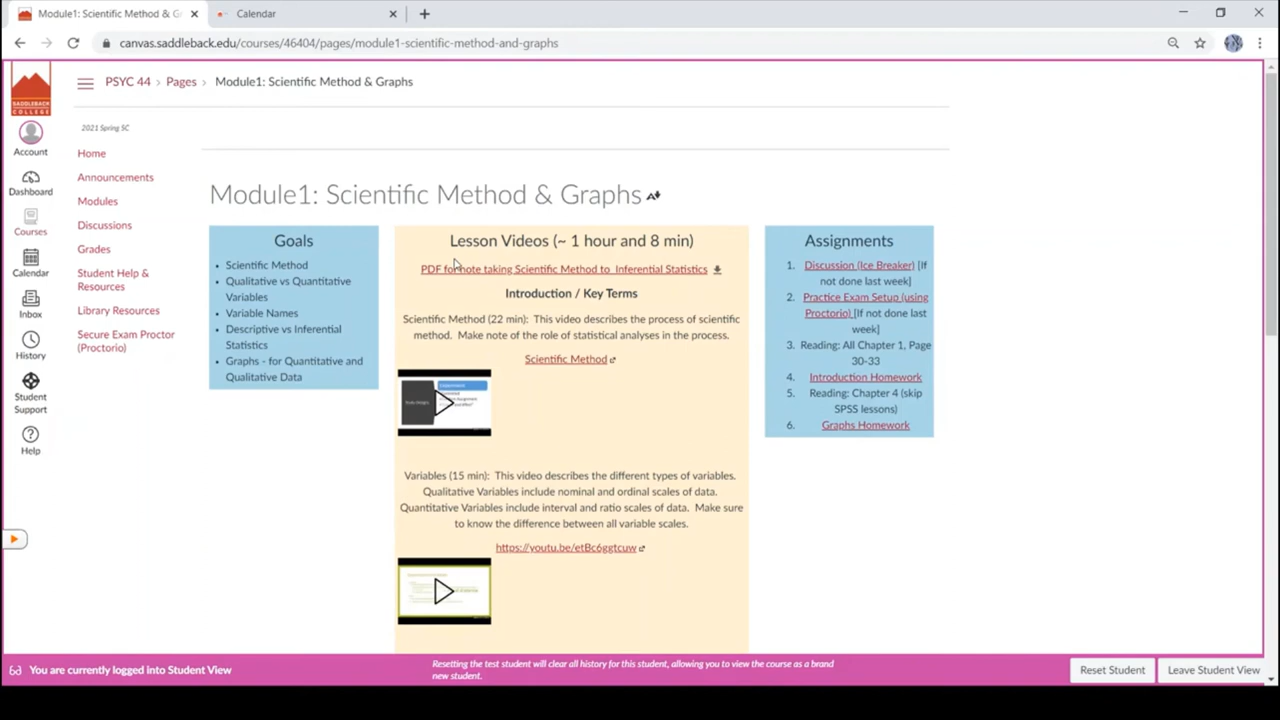 Module1: Scientific Method & G
Calendar
canvas.saddleback.edu/courses/46404/pages/module1-scientific-method-and-graphs
SADDLEBACK
COLLEGE
PSYC 44 > Pages > Module1: Scientific Method & Graphs
2021 Spring SC
Account
Dashboard
Courses
Calendar
Inbox
History
Student
Support
Help
Home
Announcements
Modules
Discussions
Grades
Student Help &
Resources
Library Resources
Secure Exam Proctor
(Proctorio)
Module1: Scientific Method & Graphs
Goals
• Scientific Method
• Qualitative vs Quantitative
Variables
• Variable Names
• Descriptive vs Inferential
Statistics
• Graphs - for Quantitative and
Qualitative Data
Lesson Videos (~ 1 hour and 8 min)
PDF for note taking Scientific Method to Inferential Statistics
Introduction / Key Terms
Scientific Method (22 min): This video describes the process of scientific
method. Make note of the role of statistical analyses in the process.
Scientific Method
Variables (15 min): This video describes the different types of variables.
Qualitative Variables include nominal and ordinal scales of data.
Quantitative Variables include interval and ratio scales of data. Make sure
to know the difference between all variable scales.
https://youtu.be/etBc6ggtcuw
Assignments
1. Discussion (Ice Breaker) [If
not done last week]
2. Practice Exam Setup (using
Proctorio) [If not done last
week]
3. Reading: All Chapter 1, Page
30-33
4. Introduction Homework
5. Reading: Chapter 4 (skip
SPSS lessons)
6. Graphs Homework
You are currently logged into Student View
Resetting the test student will clear all history for this student, allowing you to view the course as a brand
new student.
Reset Student
Leave Student View